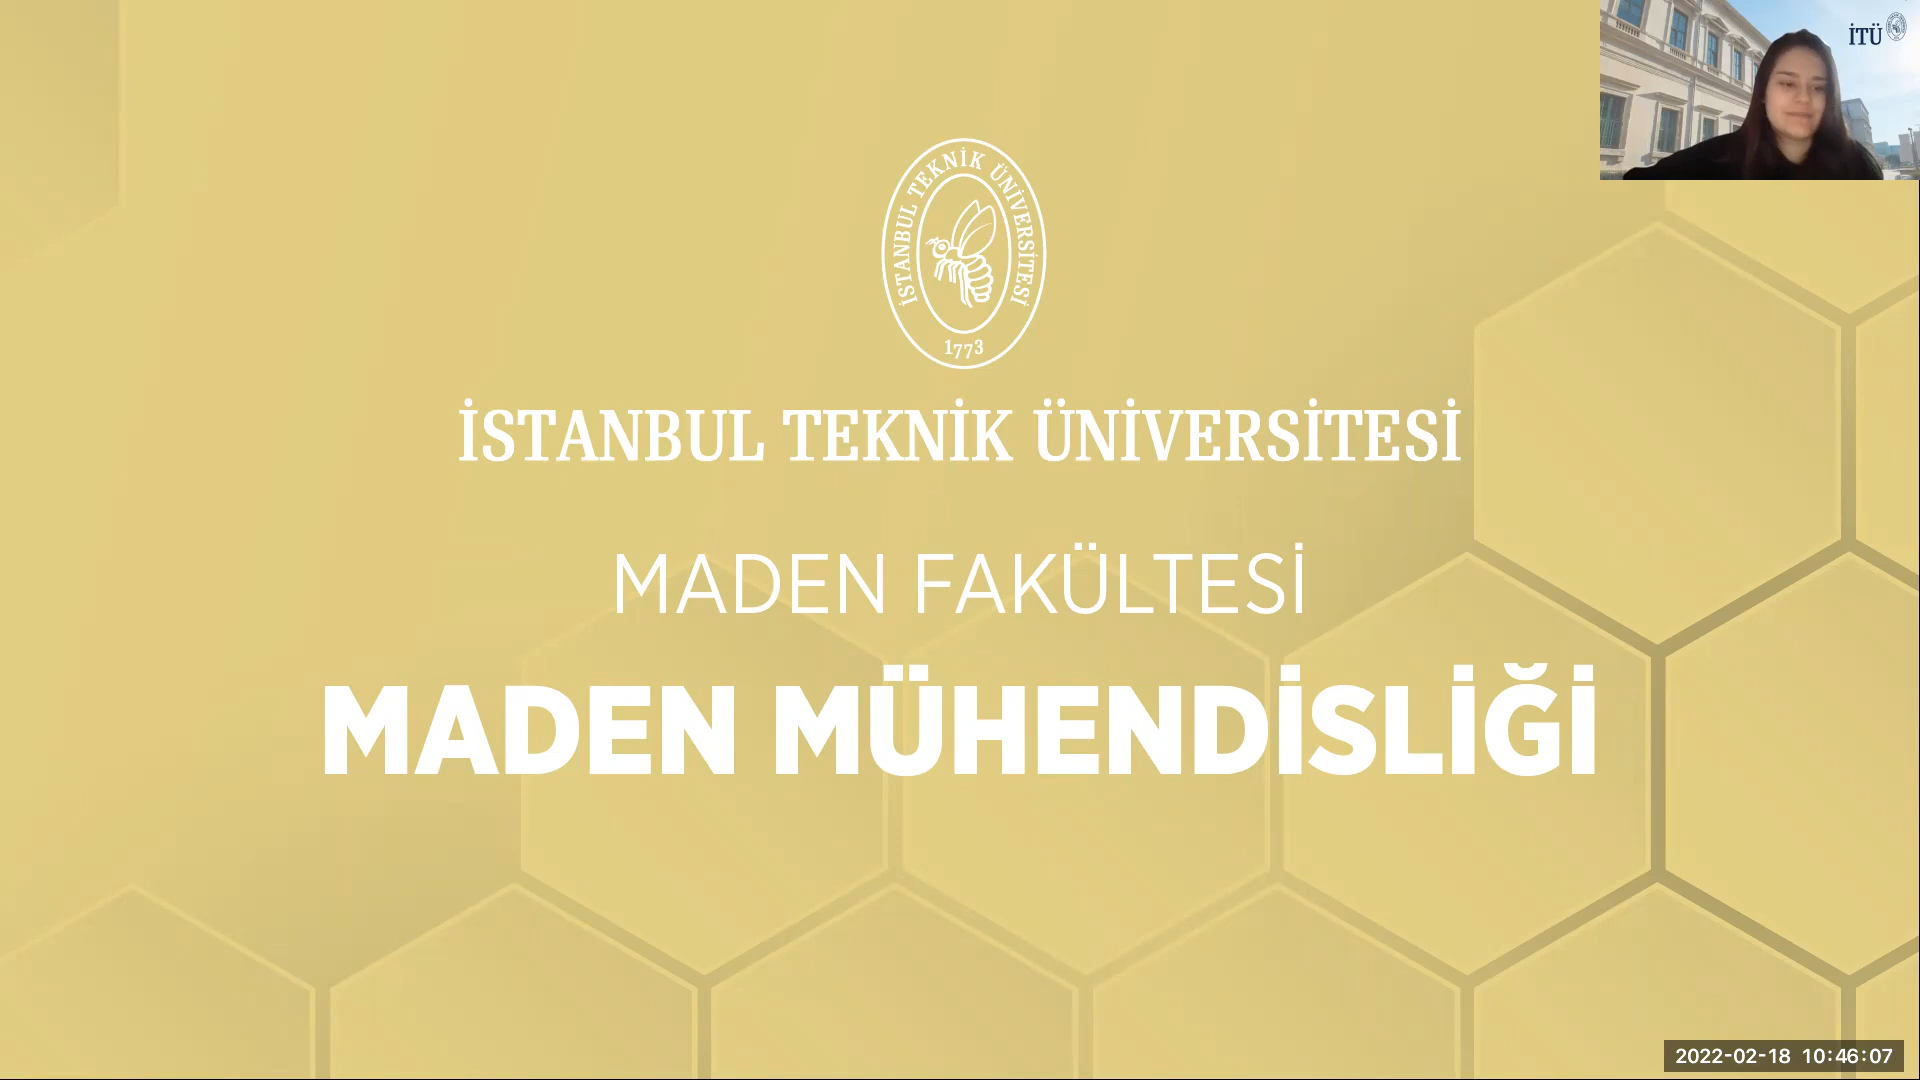 İTÜ
İSTANBUL TEKNİK ÜNİVERSİTESİ
1773
İSTANBUL TEKNİK ÜNİVERSİTESİ
MADEN FAKÜLTESİ
MADEN MÜHENDİSLİĞİ
2022-02-18 10:46:07